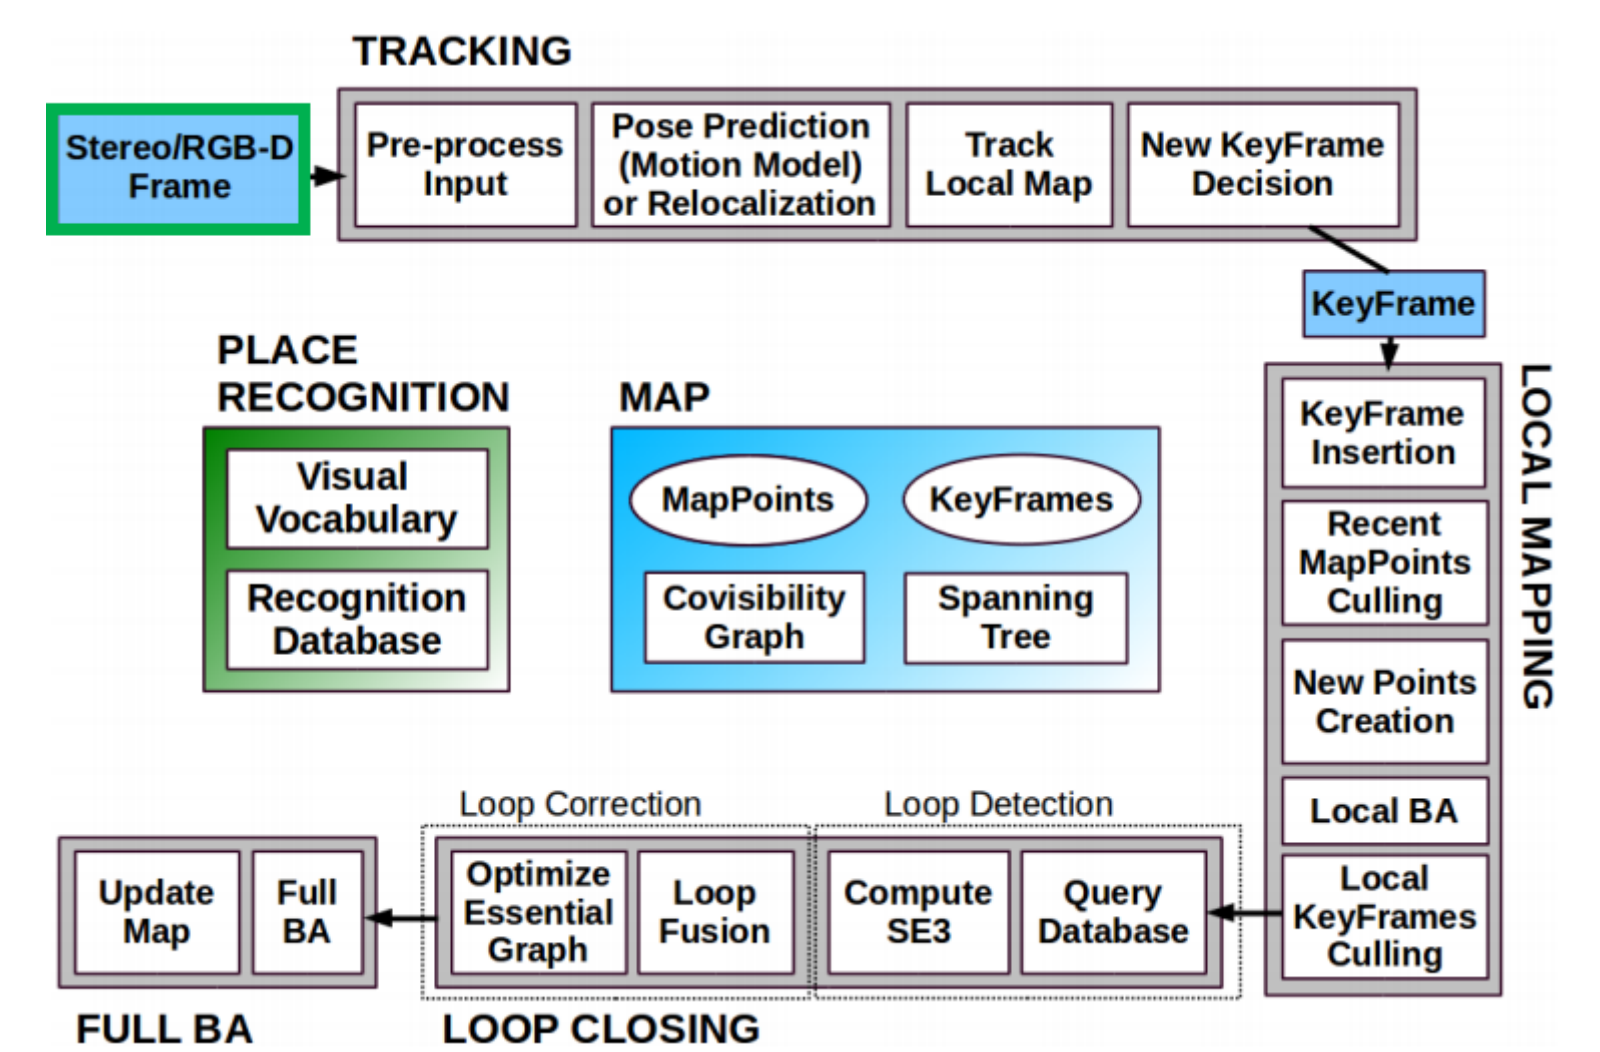 TRACKING
Stereo/RGB-D
Frame
Pre-process
Input
Pose Prediction
(Motion Model)
or Relocalization
Track
Local Map
New KeyFrame
Decision
KeyFrame
PLACE
RECOGNITION
Visual
Vocabulary
Recognition
Database
MAP
MapPoints
KeyFrames
Covisibility
Graph
Spanning
Tree
LOCAL MAPPING
KeyFrame
Insertion
Recent
MapPoints
Culling
New Points
Creation
Local BA
Local
KeyFrames
Culling
Loop Correction
Loop Detection
Update
Map
Full
BA
Optimize
Essential
Graph
Loop
Fusion
Compute
SE3
Query
Database
FULL BA
LOOP CLOSING